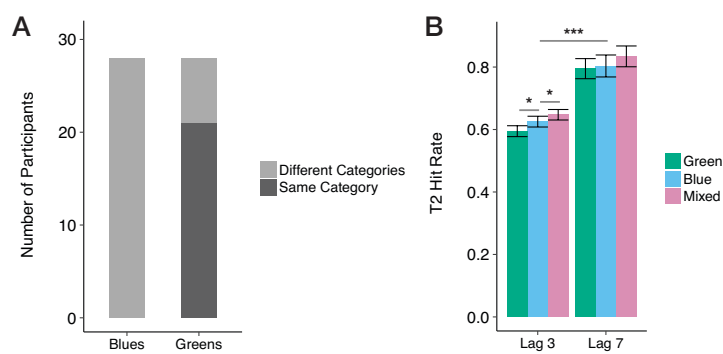 A
Number of Participants
30
20
10
0
Blues
Greens
Different Categories
Same Category
B
T2 Hit Rate
0.8
0.6
0.4
0.2
0.0
***
*
*
Lag 3
Lag 7
Green
Blue
Mixed